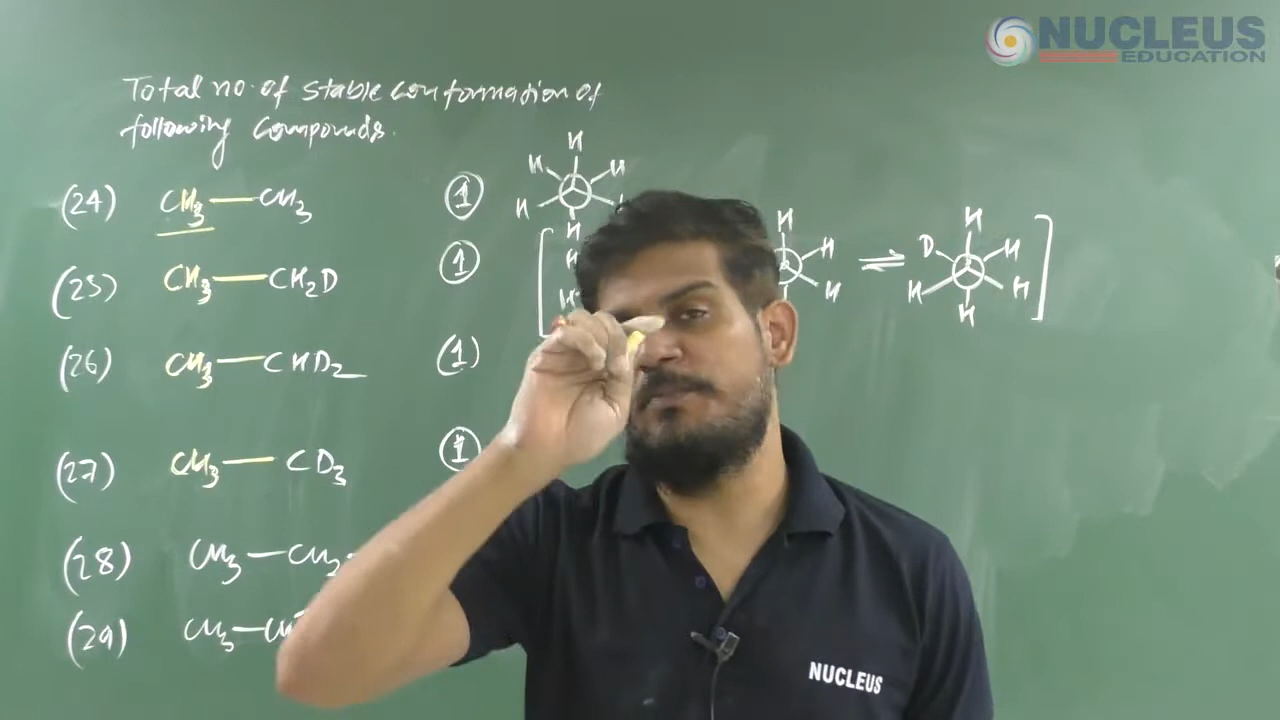 NUCLEUS
EDUCATION
Total no. of stable conformation of
following compounds.
(24) CH3—CH3 1
(25) CH3—CH2D 1
(26) CH3—CHD2 (1)
(27) CH3—CD3 1
(28) CH3—CH2
(29) CH3—
H
H H
H
H
H
H
H
H
H
H
D H
H H
H
NUCLEUS